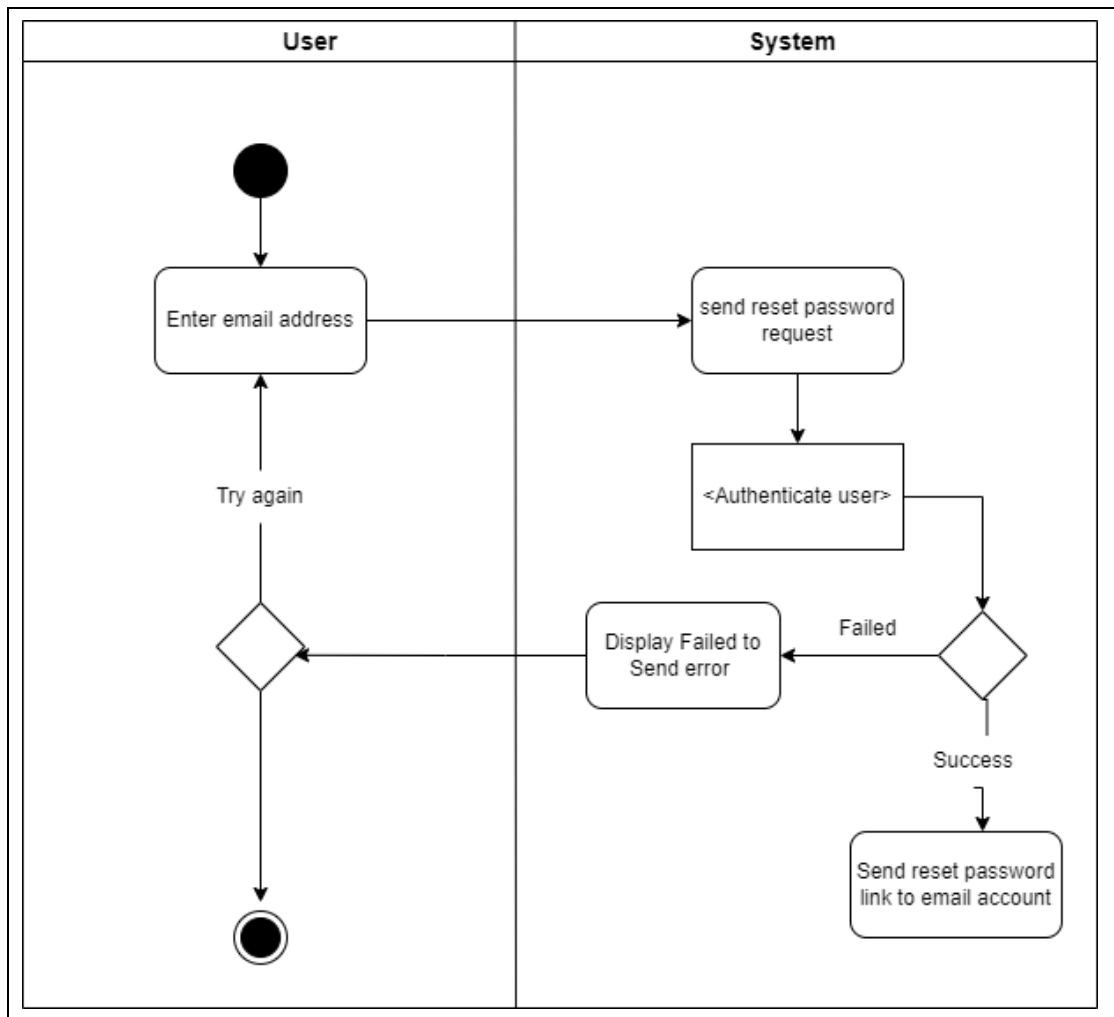 User
System
Enter email address
send reset password
request
Try again
<Authenticate user>
Display Failed to
Send error
Failed
Success
Send reset password
link to email account